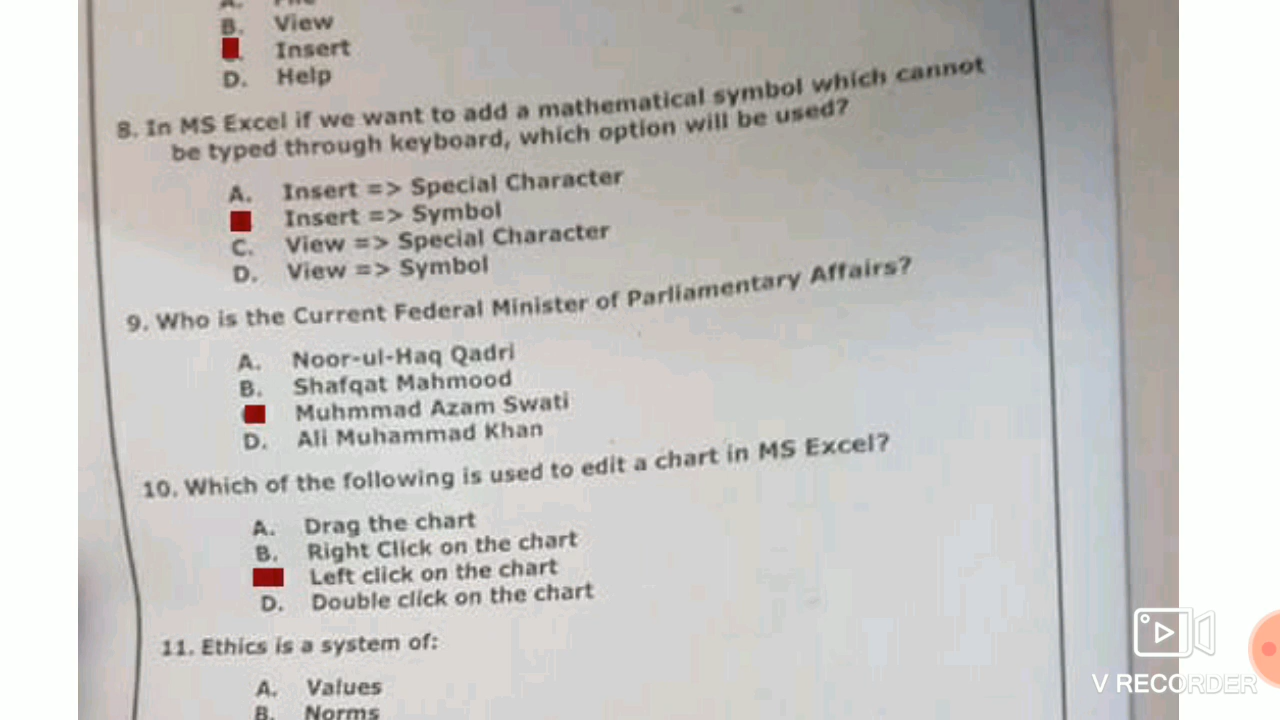 B. View
Insert
D. Help
8. In MS Excel if we want to add a mathematical symbol which cannot
be typed through keyboard, which option will be used?
A. Insert => Special Character
Insert => Symbol
C. View => Special Character
D. View => Symbol
9. Who is the Current Federal Minister of Parliamentary Affairs?
A. Noor-ul-Haq Qadri
B. Shafqat Mahmood
Muhmmad Azam Swati
D. Ali Muhammad Khan
10. Which of the following is used to edit a chart in MS Excel?
A. Drag the chart
B. Right Click on the chart
Left click on the chart
D. Double click on the chart
11. Ethics is a system of:
A. Values
B. Norms
V RECORDER